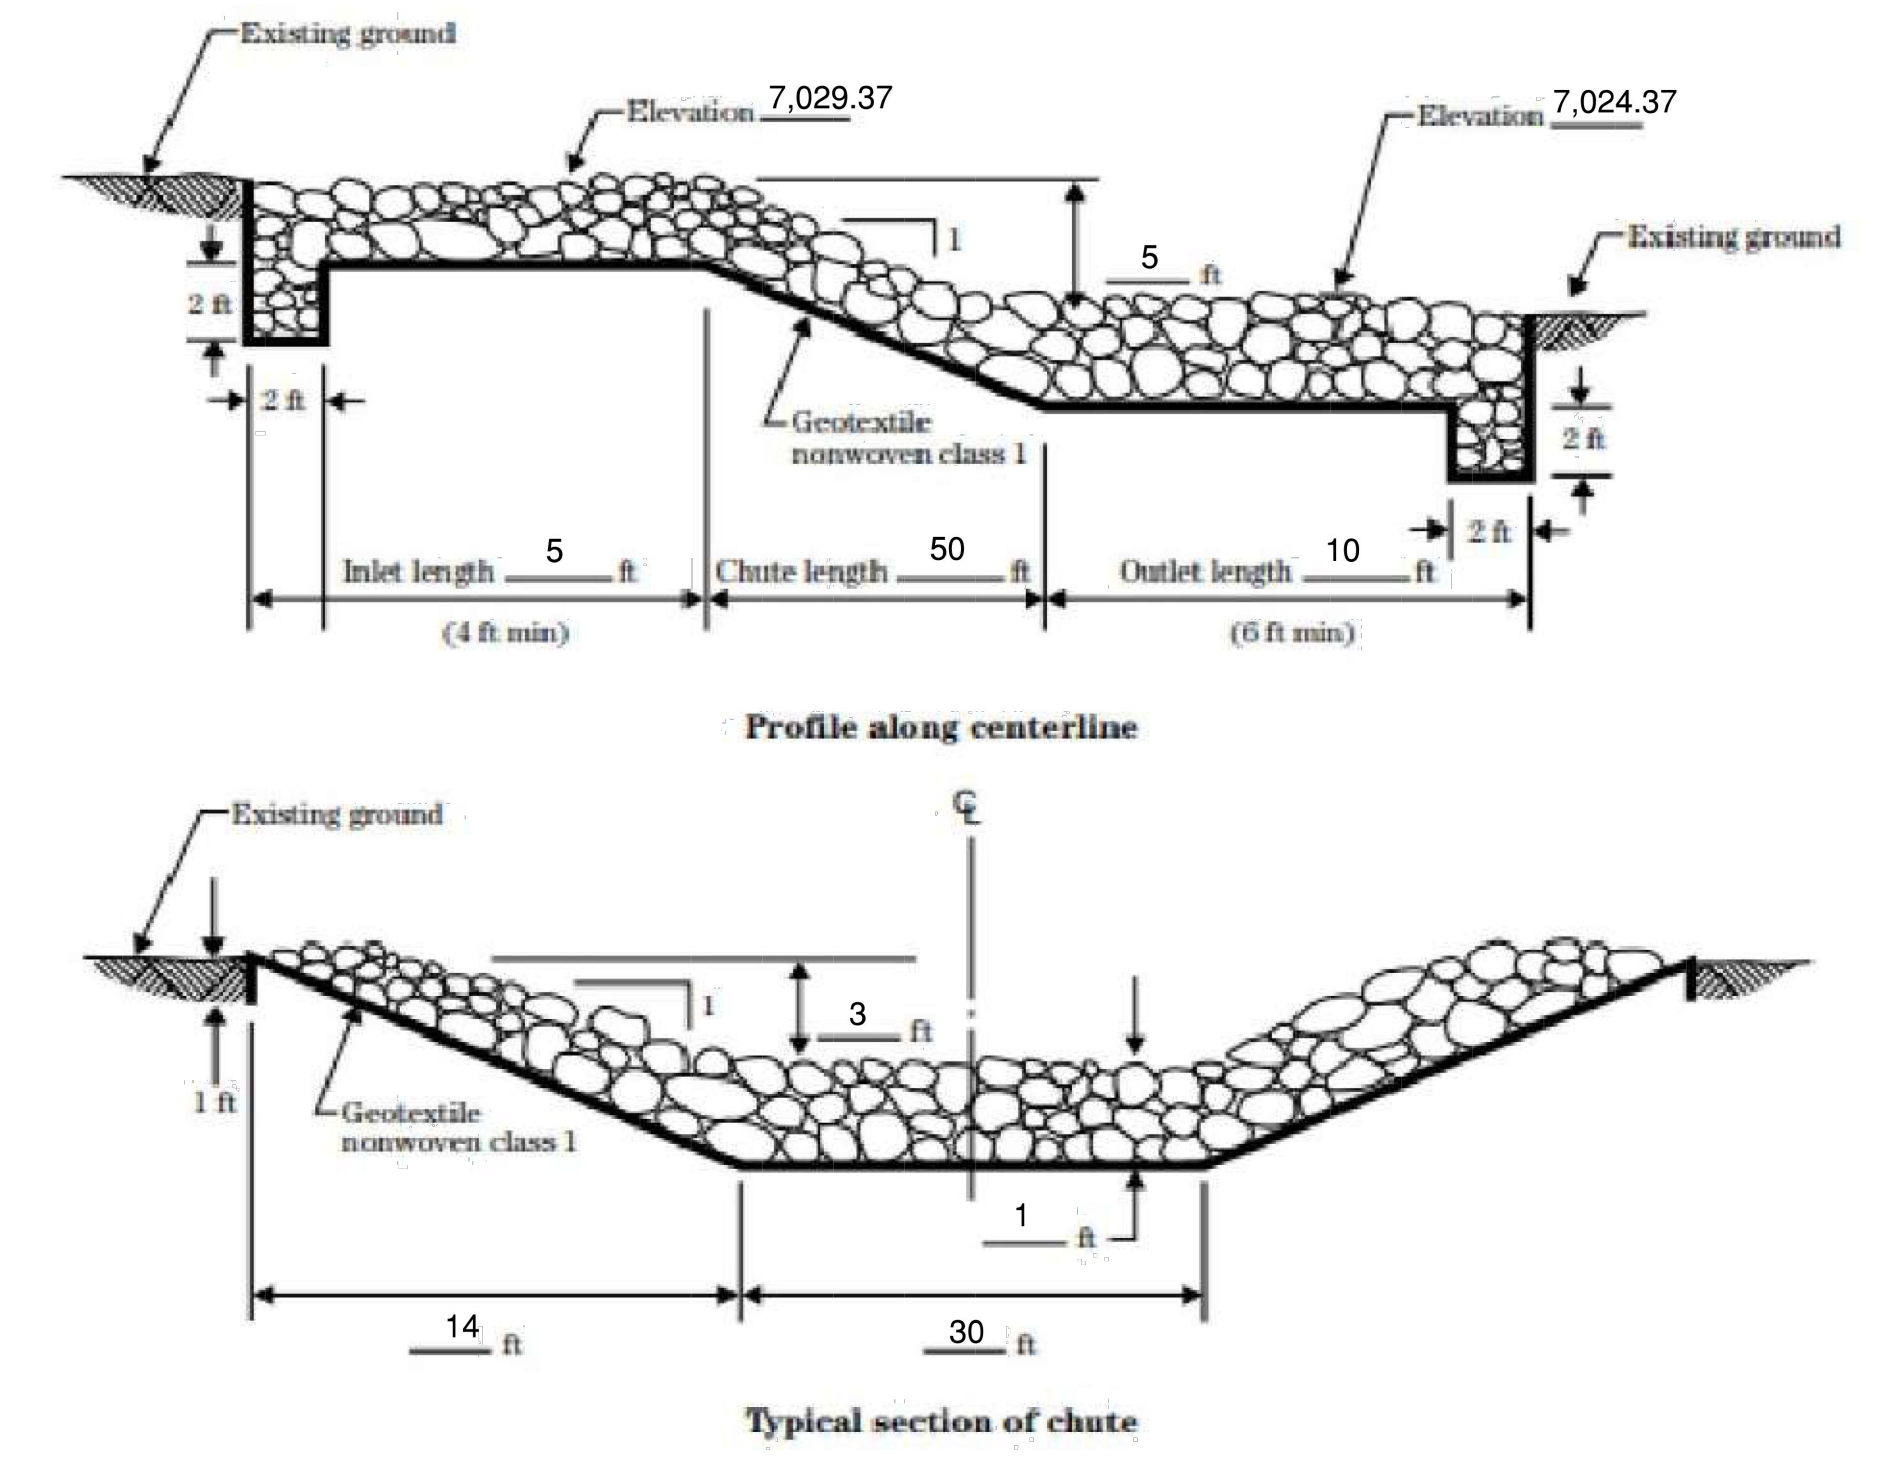 Existing ground
Elevation 7,029.37
Elevation 7,024.37
Existing ground
1
5 ft
2 ft
2 ft
Geotextile
nonwoven class 1
2 ft
2 ft
Inlet length 5 ft
Chute length 50 ft
Outlet length 10 ft
(4 ft min)
(6 ft min)
Profile along centerline
Existing ground
CL
1
3 ft
1 ft
Geotextile
nonwoven class 1
1 ft
14 ft
30 ft
Typical section of chute